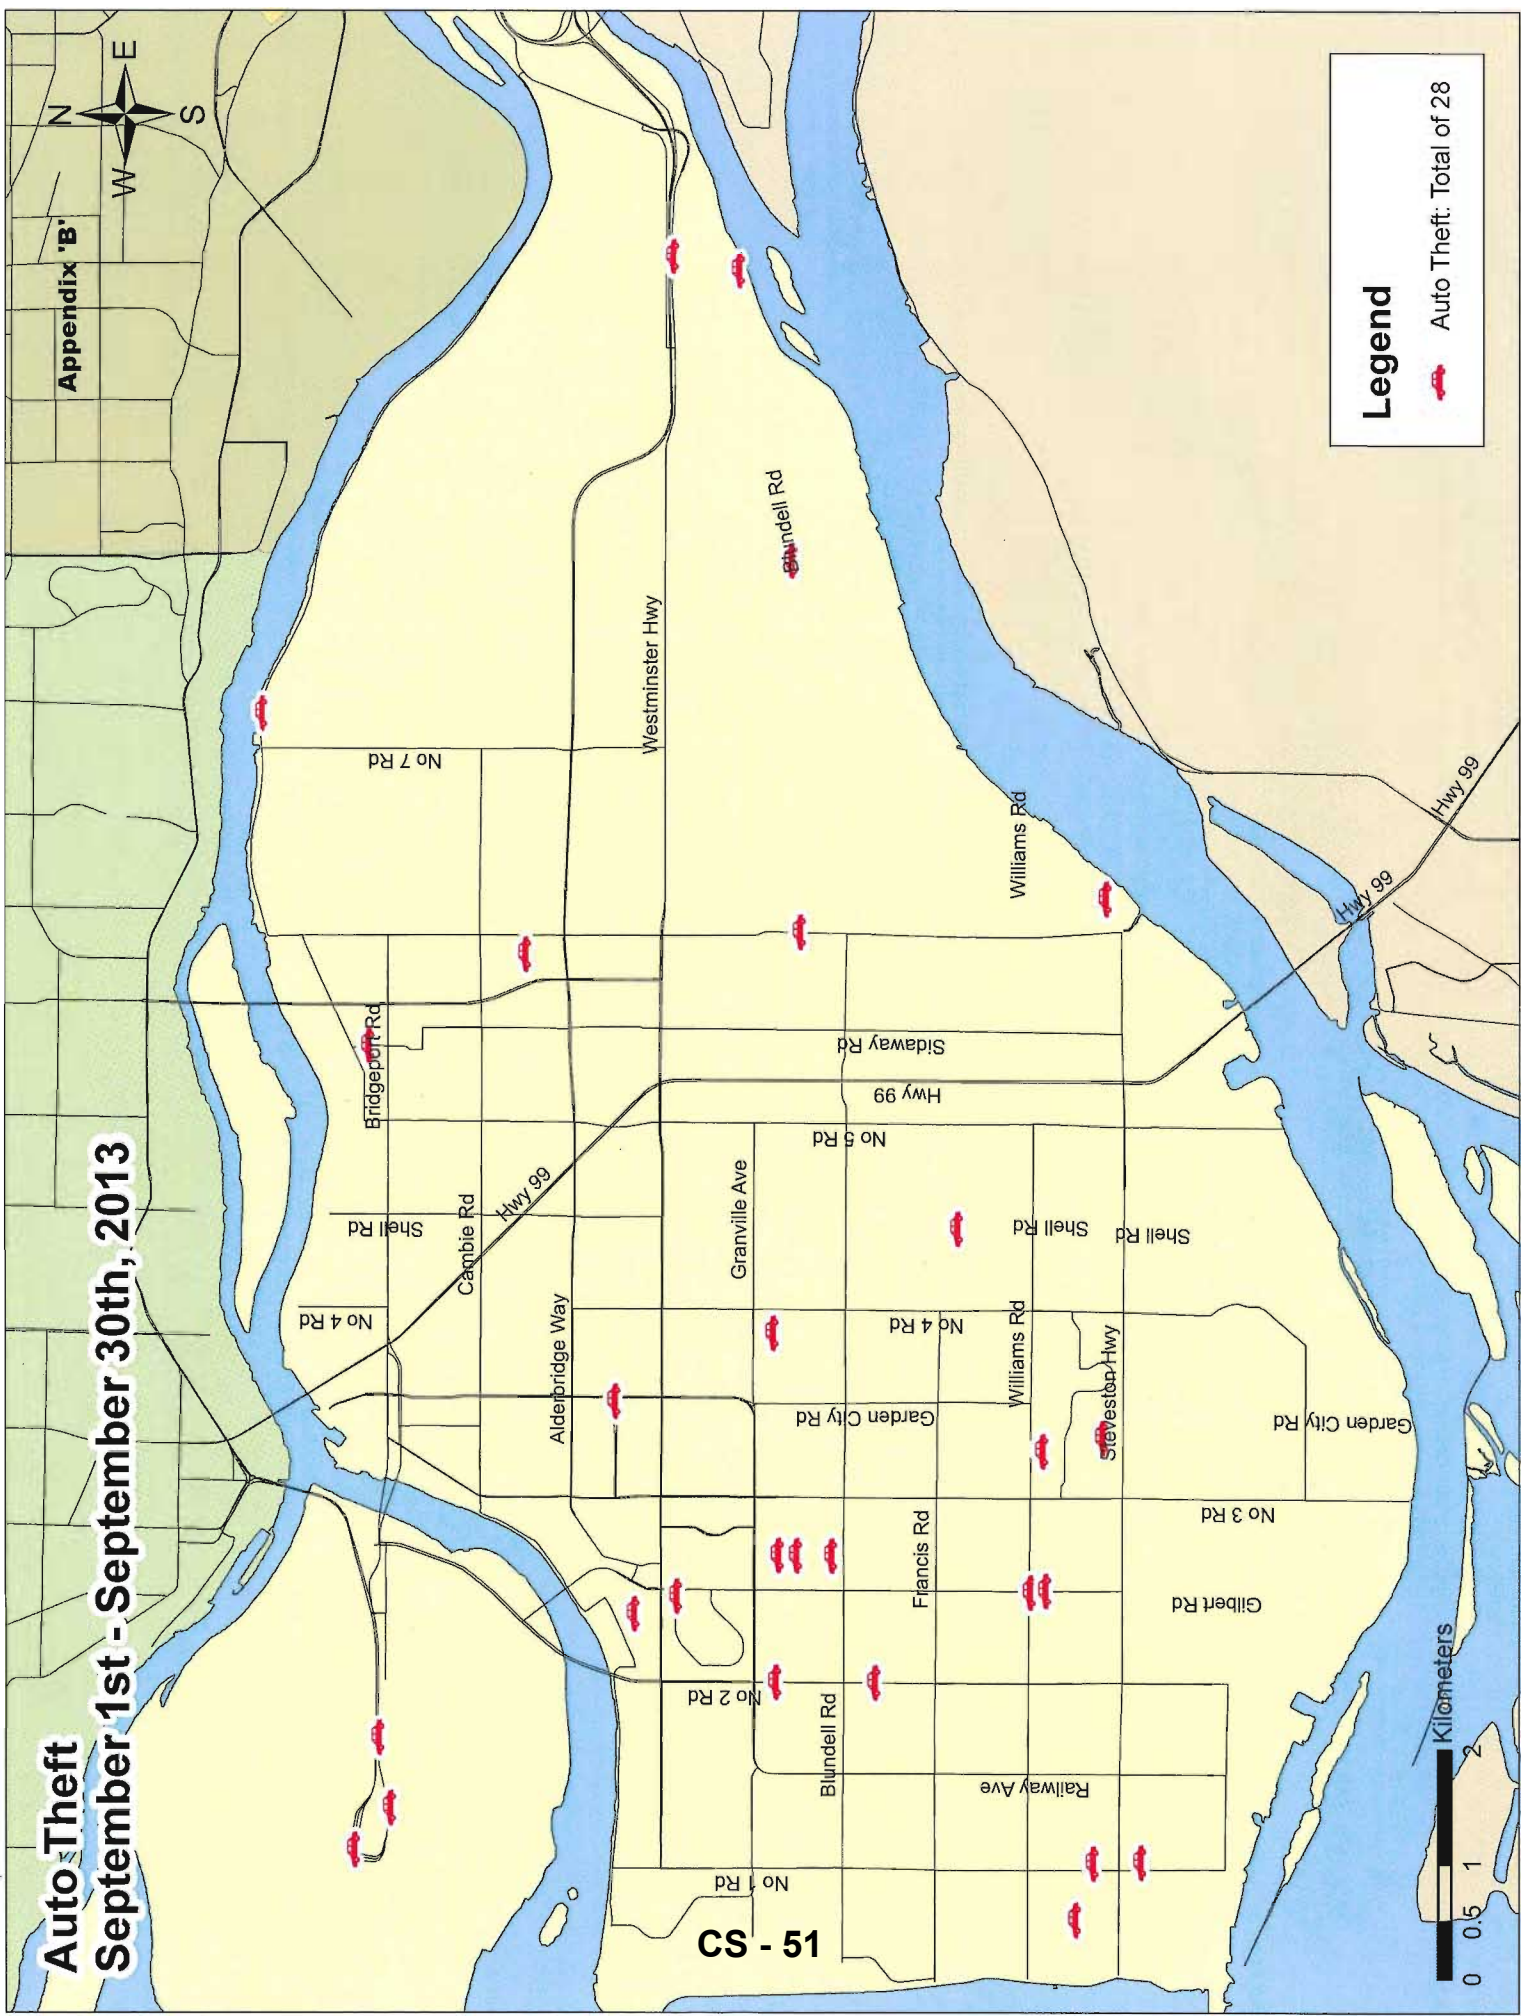 Auto Theft
September 1st - September 30th, 2013
Appendix 'B'
N
W
E
S
No 7 Rd
Westminster Hwy
Blundell Rd
Williams Rd
Hwy 99
Hwy 99
Bridgeport Rd
Sidaway Rd
Hwy 99
No 5 Rd
Shell Rd
Cambie Rd
Hwy 99
Granville Ave
Shell Rd
Shell Rd
No 4 Rd
Alderbridge Way
No 4 Rd
Williams Rd
Steveston Hwy
Garden City Rd
Garden City Rd
No 3 Rd
Francis Rd
Gilbert Rd
No 2 Rd
Blundell Rd
Railway Ave
No 1 Rd
Legend
Auto Theft: Total of 28
0 0.5 1 2
Kilometers
CS - 51